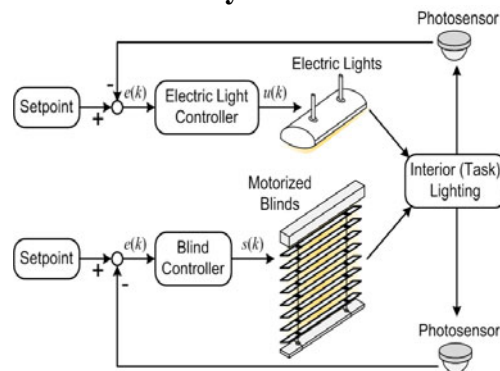 Photosensor
Electric Lights
Setpoint
-
+
e(k)
Electric Light
Controller
u(k)
Interior (Task)
Lighting
Motorized
Blinds
Setpoint
+
-
e(k)
Blind
Controller
s(k)
Photosensor